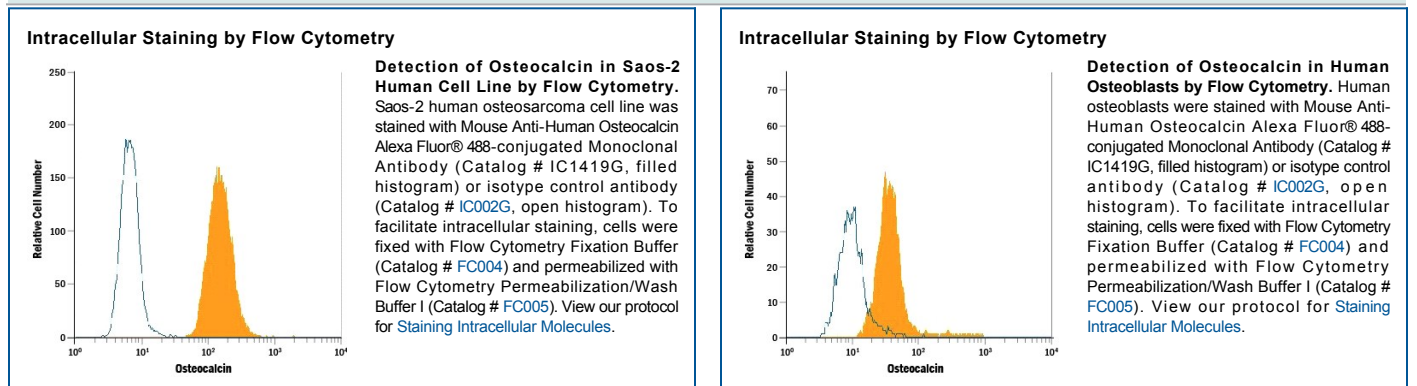 Intracellular Staining by Flow Cytometry
250
200
150
100
50
0
Relative Cell Number
10⁰ 10¹ 10² 10³ 10⁴
Osteocalcin
Detection of Osteocalcin in Saos-2
Human Cell Line by Flow Cytometry.
Saos-2 human osteosarcoma cell line was
stained with Mouse Anti-Human Osteocalcin
Alexa Fluor® 488-conjugated Monoclonal
Antibody (Catalog # IC1419G, filled
histogram) or isotype control antibody
(Catalog # IC002G, open histogram). To
facilitate intracellular staining, cells were
fixed with Flow Cytometry Fixation Buffer
(Catalog # FC004) and permeabilized with
Flow Cytometry Permeabilization/Wash
Buffer I (Catalog # FC005). View our protocol
for Staining Intracellular Molecules.
Intracellular Staining by Flow Cytometry
70
60
50
40
30
20
10
0
Relative Cell Number
10⁰ 10¹ 10² 10³ 10⁴
Osteocalcin
Detection of Osteocalcin in Human
Osteoblasts by Flow Cytometry. Human
osteoblasts were stained with Mouse Anti-
Human Osteocalcin Alexa Fluor® 488-
conjugated Monoclonal Antibody (Catalog #
IC1419G, filled histogram) or isotype control
antibody (Catalog # IC002G, open
histogram). To facilitate intracellular
staining, cells were fixed with Flow Cytometry
Fixation Buffer (Catalog # FC004) and
permeabilized with Flow Cytometry
Permeabilization/Wash Buffer I (Catalog #
FC005). View our protocol for Staining
Intracellular Molecules.